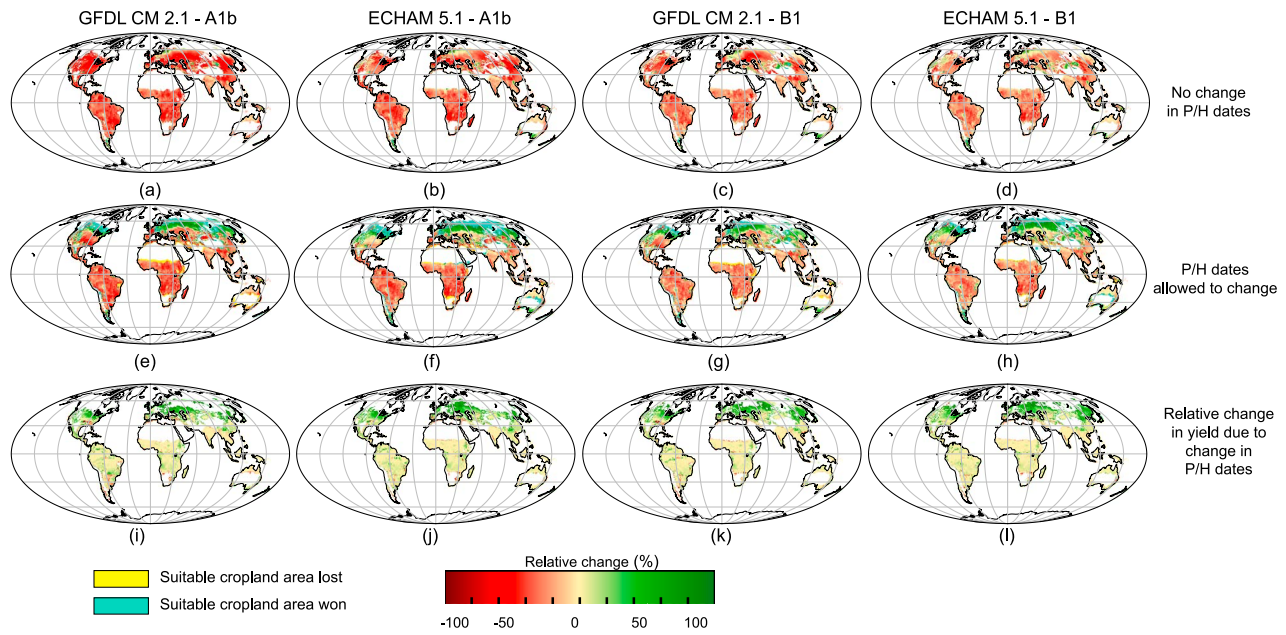 GFDL CM 2.1 - A1b
ECHAM 5.1 - A1b
GFDL CM 2.1 - B1
ECHAM 5.1 - B1
No change
in P/H dates
(a)
(b)
(c)
(d)
P/H dates
allowed to change
(e)
(f)
(g)
(h)
Relative change
in yield due to
change in
P/H dates
(i)
(j)
(k)
(l)
Suitable cropland area lost
Suitable cropland area won
Relative change (%)
-100 -50 0 50 100